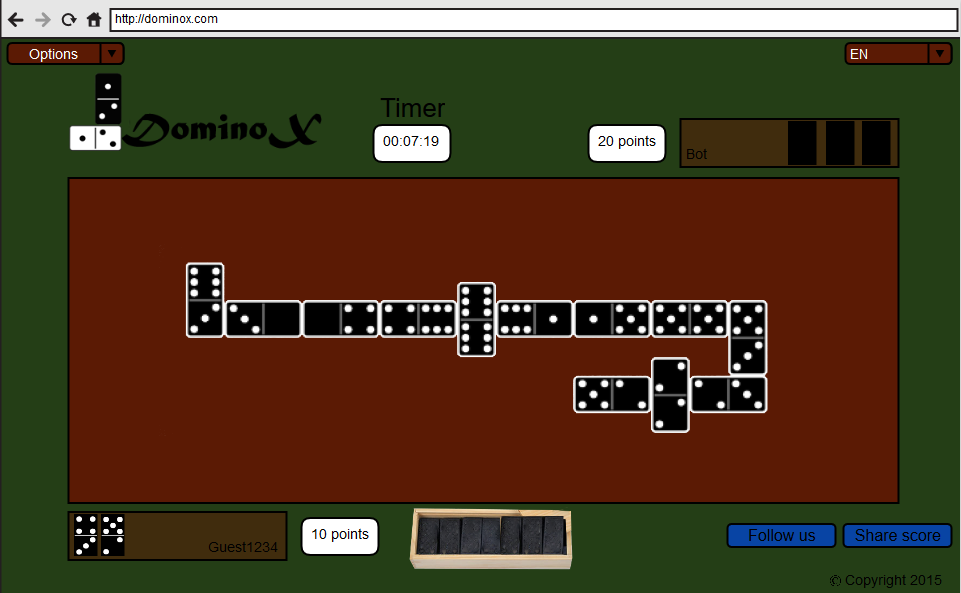 http://dominox.com
Options
EN
DominoX
Timer
00:07:19
20 points
Bot
Guest1234
10 points
Follow us
Share score
© Copyright 2015